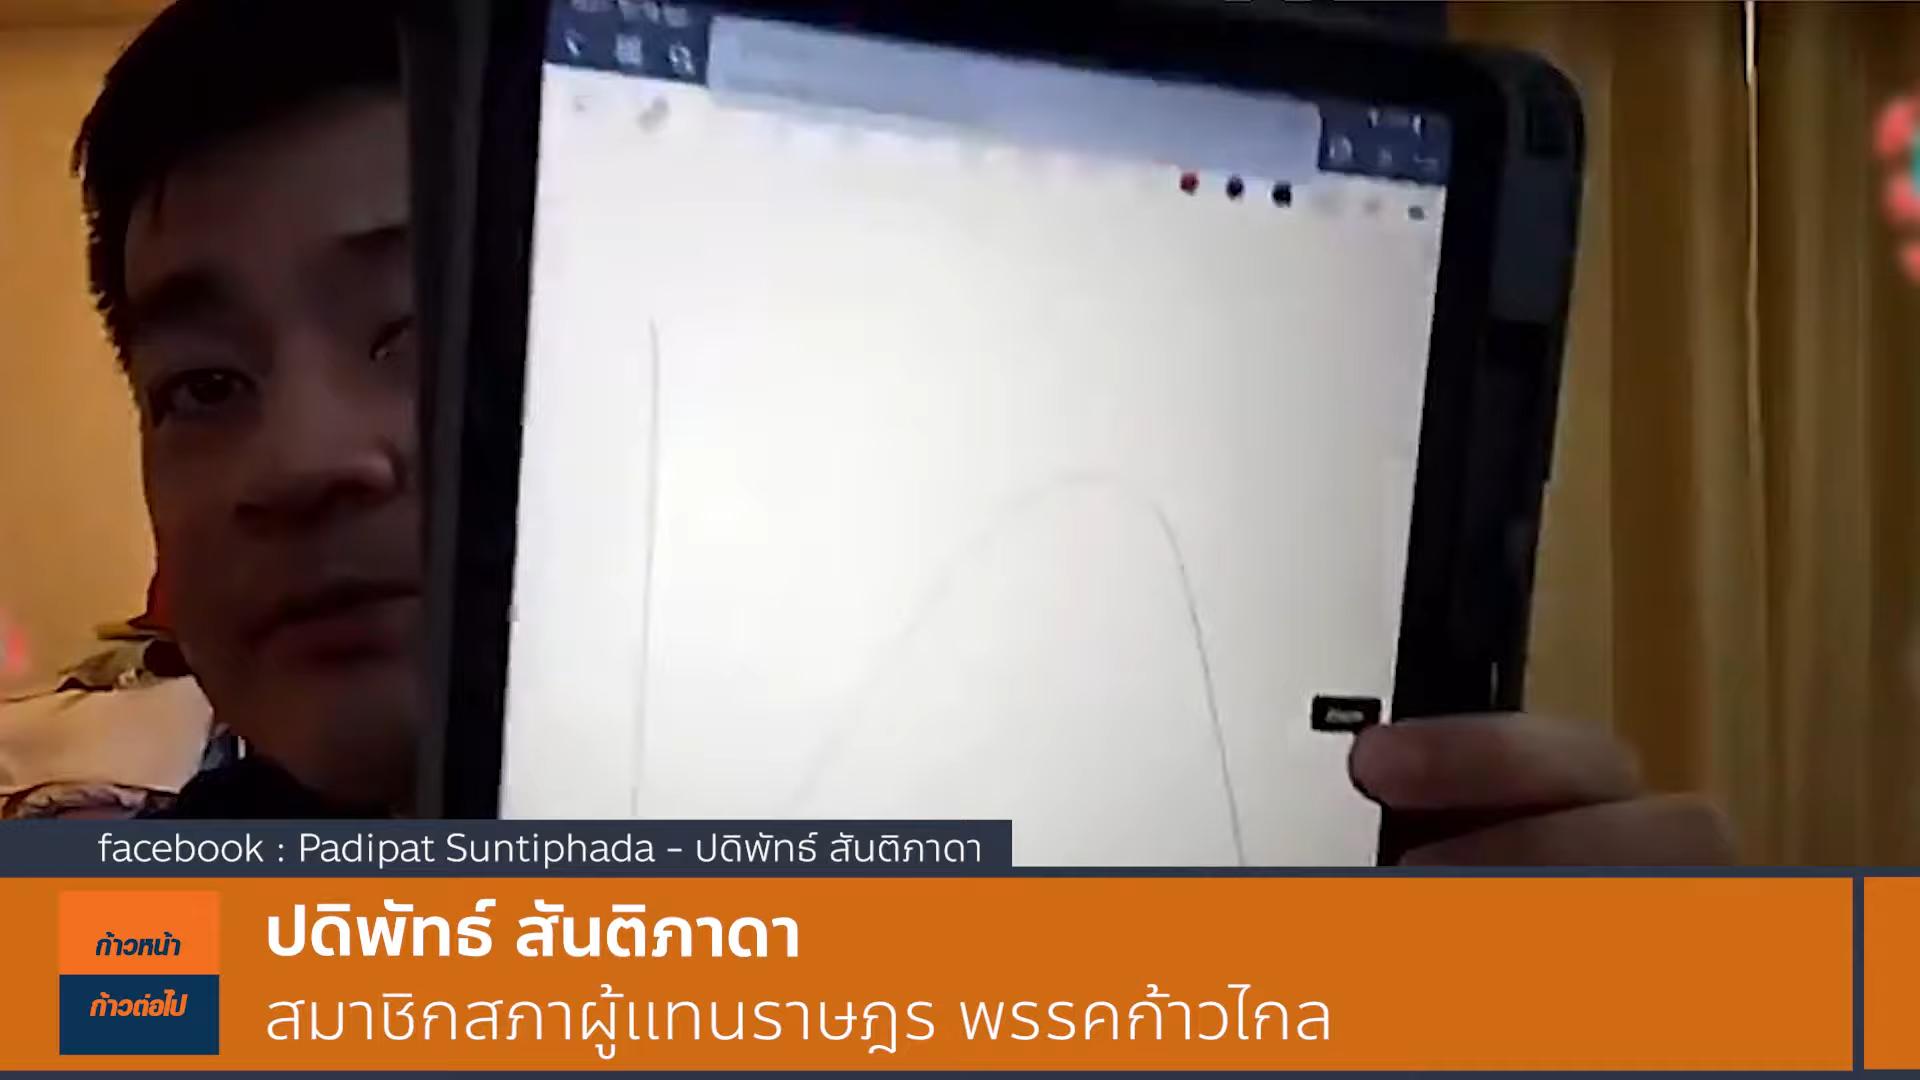 facebook : Padipat Suntiphada - ปดิพัทธ์ สันติภาดา
ก้าวหน้า
ก้าวต่อไป
ปดิพัทธ์ สันติภาดา
สมาชิกสภาผู้แทนราษฎร พรรคก้าวไกล